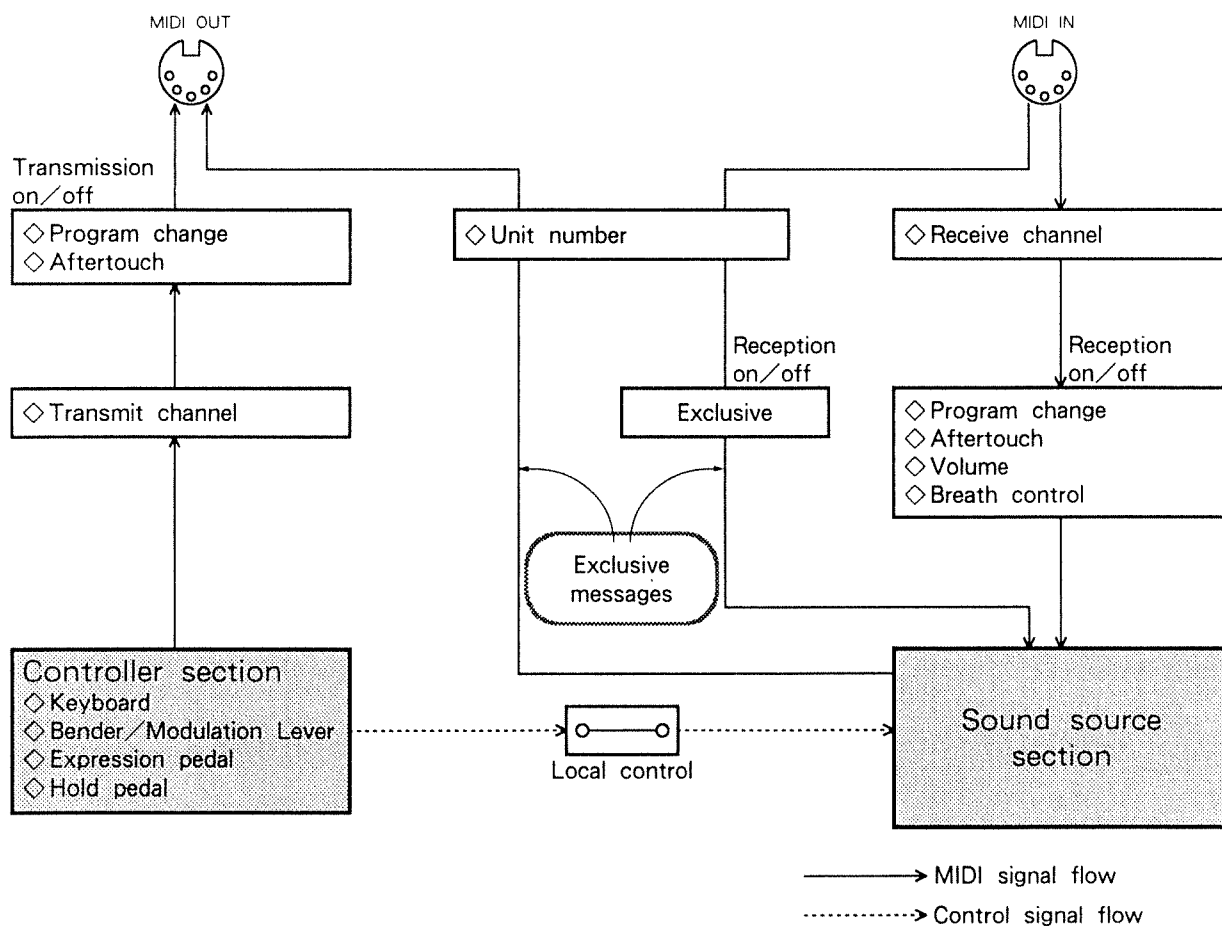 MIDI OUT
MIDI IN
Transmission
on/off
◇ Program change
◇ Aftertouch
◇ Unit number
◇ Receive channel
Reception
on/off
Reception
on/off
◇ Transmit channel
Exclusive
◇ Program change
◇ Aftertouch
◇ Volume
◇ Breath control
Exclusive
messages
Controller section
◇ Keyboard
◇ Bender/Modulation Lever
◇ Expression pedal
◇ Hold pedal
Local control
Sound source
section
MIDI signal flow
Control signal flow